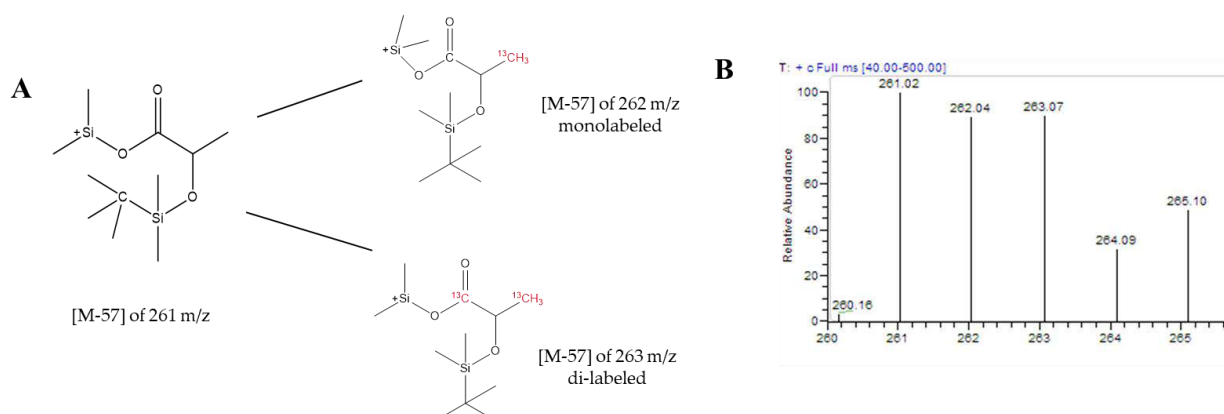 A
+Si
O
O
O
C
Si
[M-57] of 261 m/z
+Si
O
O
C
13CH3
O
Si
[M-57] of 262 m/z
monolabeled
+Si
O
O
13C
13CH3
O
Si
[M-57] of 263 m/z
di-labeled
B
T: + c Full ms [40.00-500.00]
Relative Abundance
100
80
60
40
20
0
260.16
261.02
262.04
263.07
264.09
265.10
260
261
262
263
264
265